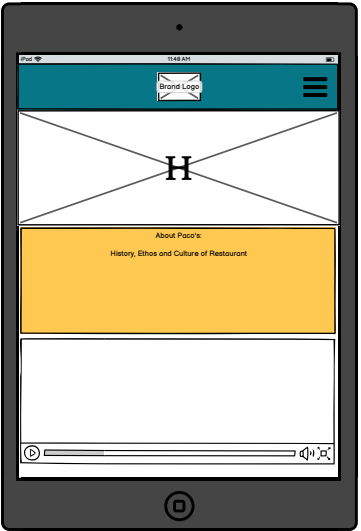 iPad 11:48 AM
Brand Logo
H
About Paco's:
History, Ethos and Culture of Restaurant